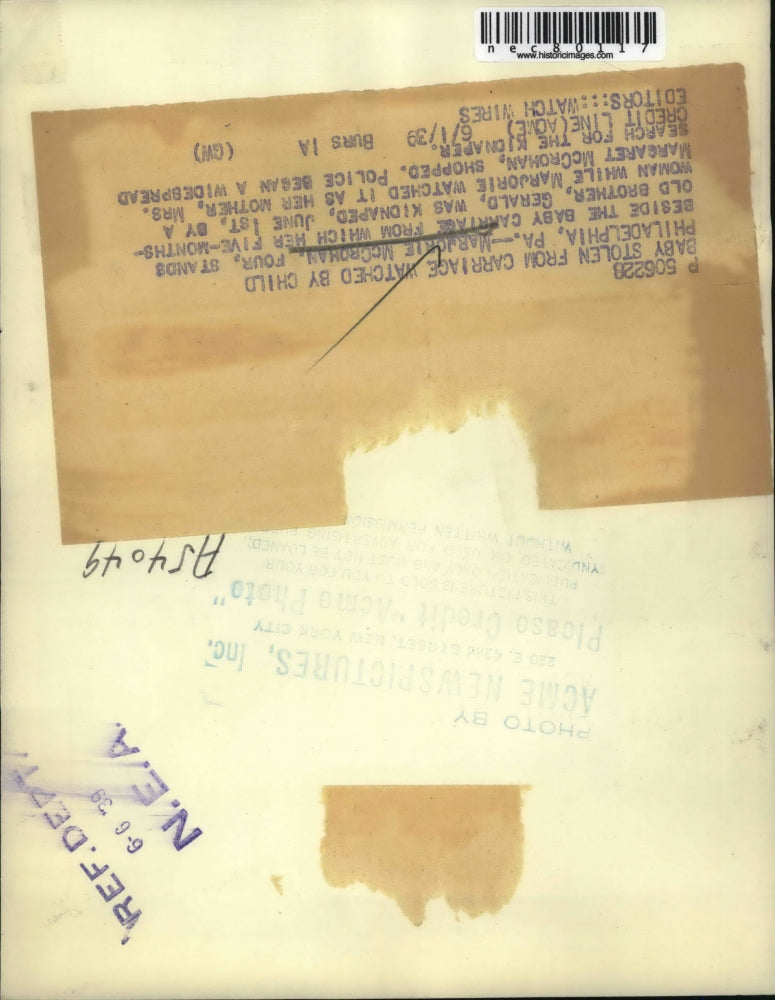 nec80117
www.historicimages.com
P 506228
BABY STOLEN FROM CARRIAGE WATCHED BY CHILD
PHILADELPHIA, PA.--MARJORIE MCCROHAN, FOUR, STANDS
BESIDE THE BABY CARRIAGE FROM WHICH HER FIVE-MONTHS-
OLD BROTHER, GERALD, WAS KIDNAPED, JUNE 1ST, BY A
WOMAN WHILE MARJORIE WATCHED IT AS HER MOTHER, MRS.
MARGARET MCCROHAN, SHOPPED. POLICE BEGAN A WIDESPREAD
SEARCH FOR THE KIDNAPER.
CREDIT LINE (ACME) 6/1/39 BURS IA (GW)
EDITORS:::WATCH WIRES
A54049
PHOTO BY
ACME NEWSPICTURES, Inc.
220 E. 42nd STREET, NEW YORK CITY
Please Credit "Acme Photo"
THIS PICTURE IS SOLD TO YOU FOR YOUR
PUBLICATION ONLY AND MUST NOT BE LOANED,
SYNDICATED OR USED FOR ADVERTISING
WITHOUT WRITTEN PERMISSION
REF. DEPT.
6-6 39
N.E.A.